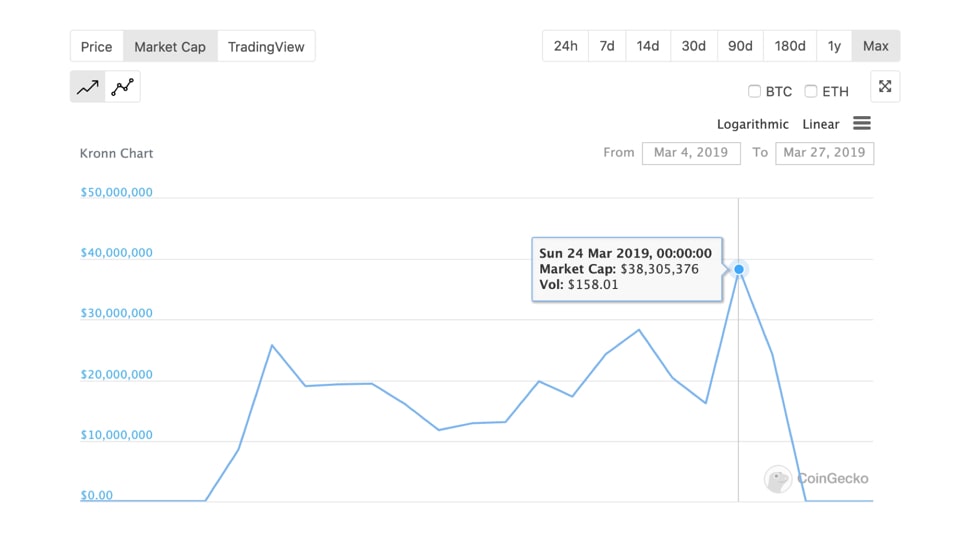 Price Market Cap TradingView 24h 7d 14d 30d 90d 180d 1y Max
BTC ETH
Logarithmic Linear
Kronn Chart From Mar 4, 2019 To Mar 27, 2019
$50,000,000
$40,000,000
Sun 24 Mar 2019, 00:00:00
Market Cap: $38,305,376
Vol: $158.01
$30,000,000
$20,000,000
$10,000,000
CoinGecko
$0.00